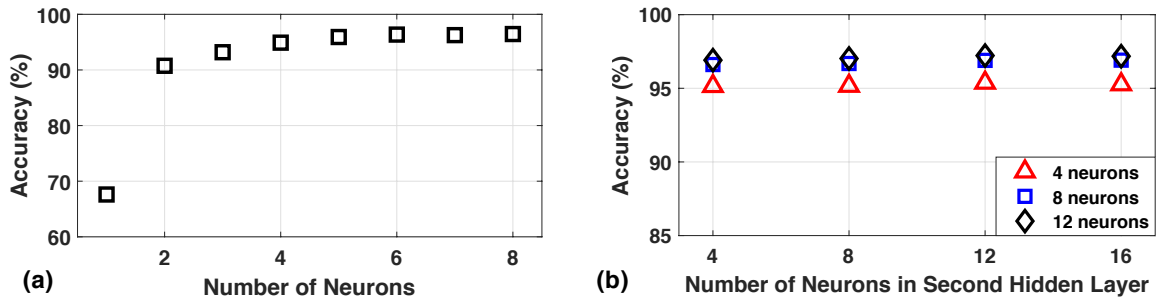 100
90
80
70
60
Accuracy (%)
2
4
6
8
(a)
Number of Neurons
100
95
90
85
Accuracy (%)
4 neurons
8 neurons
12 neurons
4
8
12
16
(b)
Number of Neurons in Second Hidden Layer